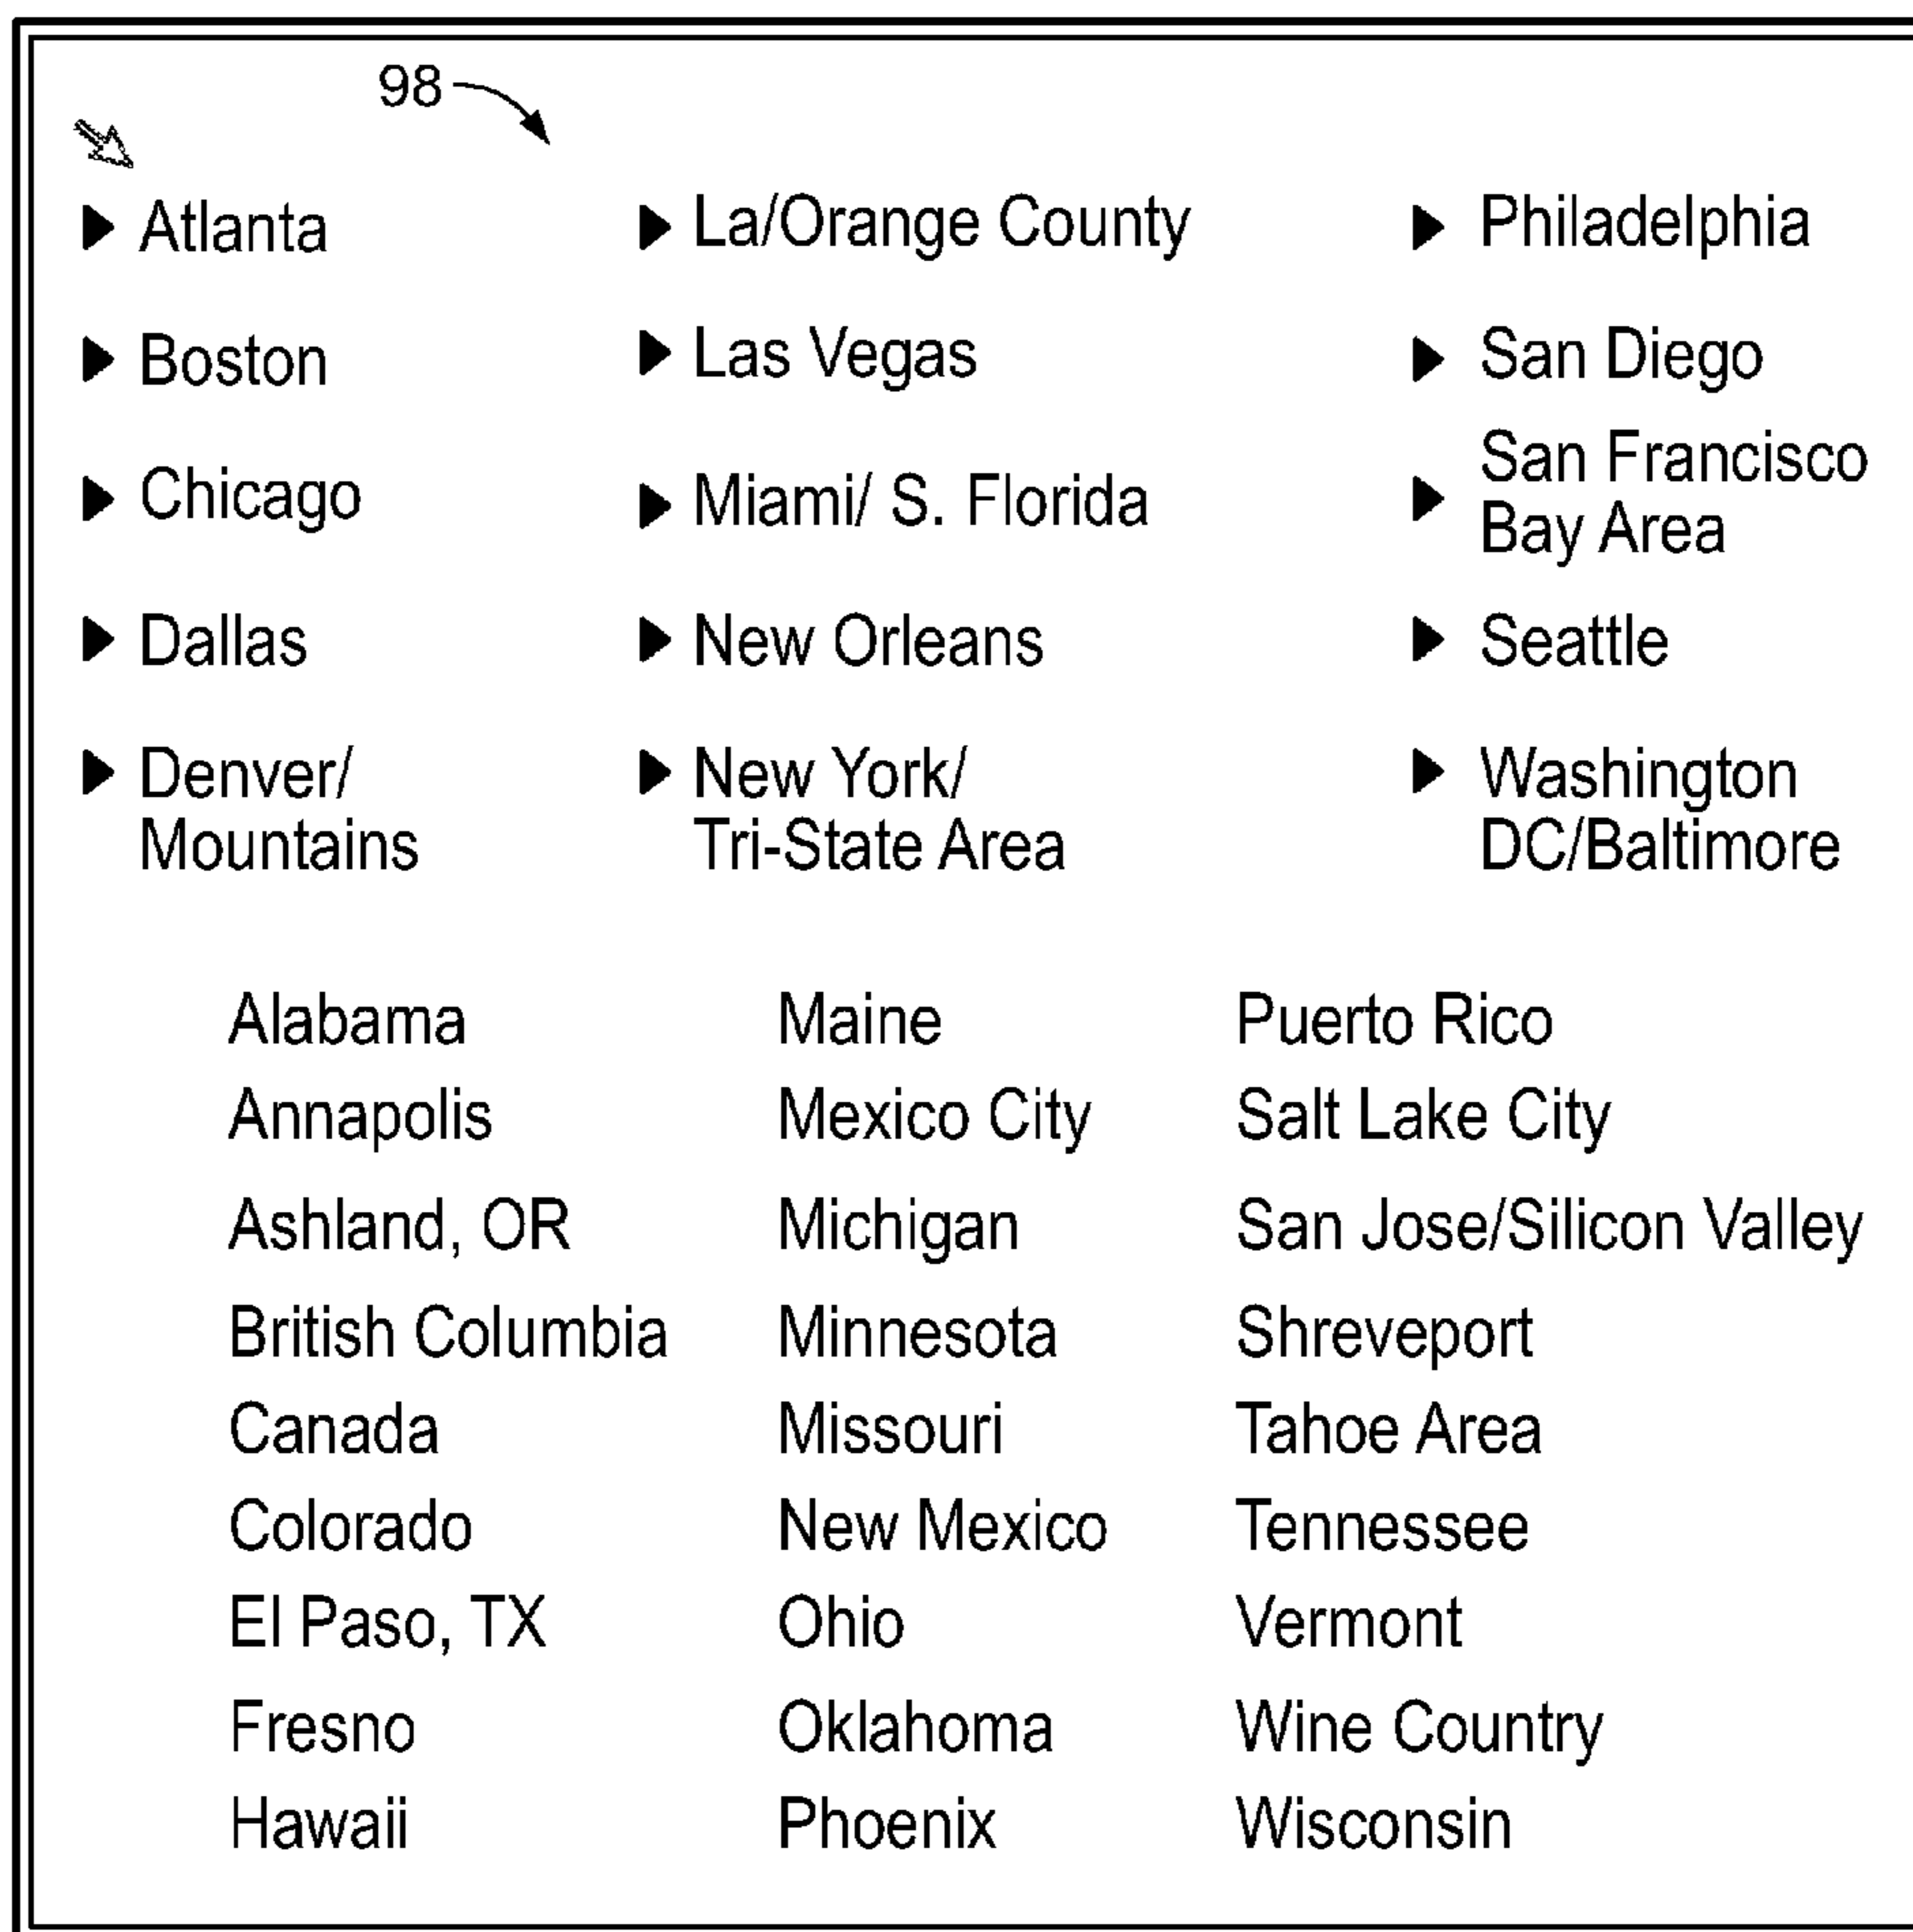 98
Atlanta
La/Orange County
Philadelphia
Boston
Las Vegas
San Diego
Chicago
Miami/ S. Florida
San Francisco
Bay Area
Dallas
New Orleans
Seattle
Denver/
Mountains
New York/
Tri-State Area
Washington
DC/Baltimore
Alabama
Maine
Puerto Rico
Annapolis
Mexico City
Salt Lake City
Ashland, OR
Michigan
San Jose/Silicon Valley
British Columbia
Minnesota
Shreveport
Canada
Missouri
Tahoe Area
Colorado
New Mexico
Tennessee
El Paso, TX
Ohio
Vermont
Fresno
Oklahoma
Wine Country
Hawaii
Phoenix
Wisconsin